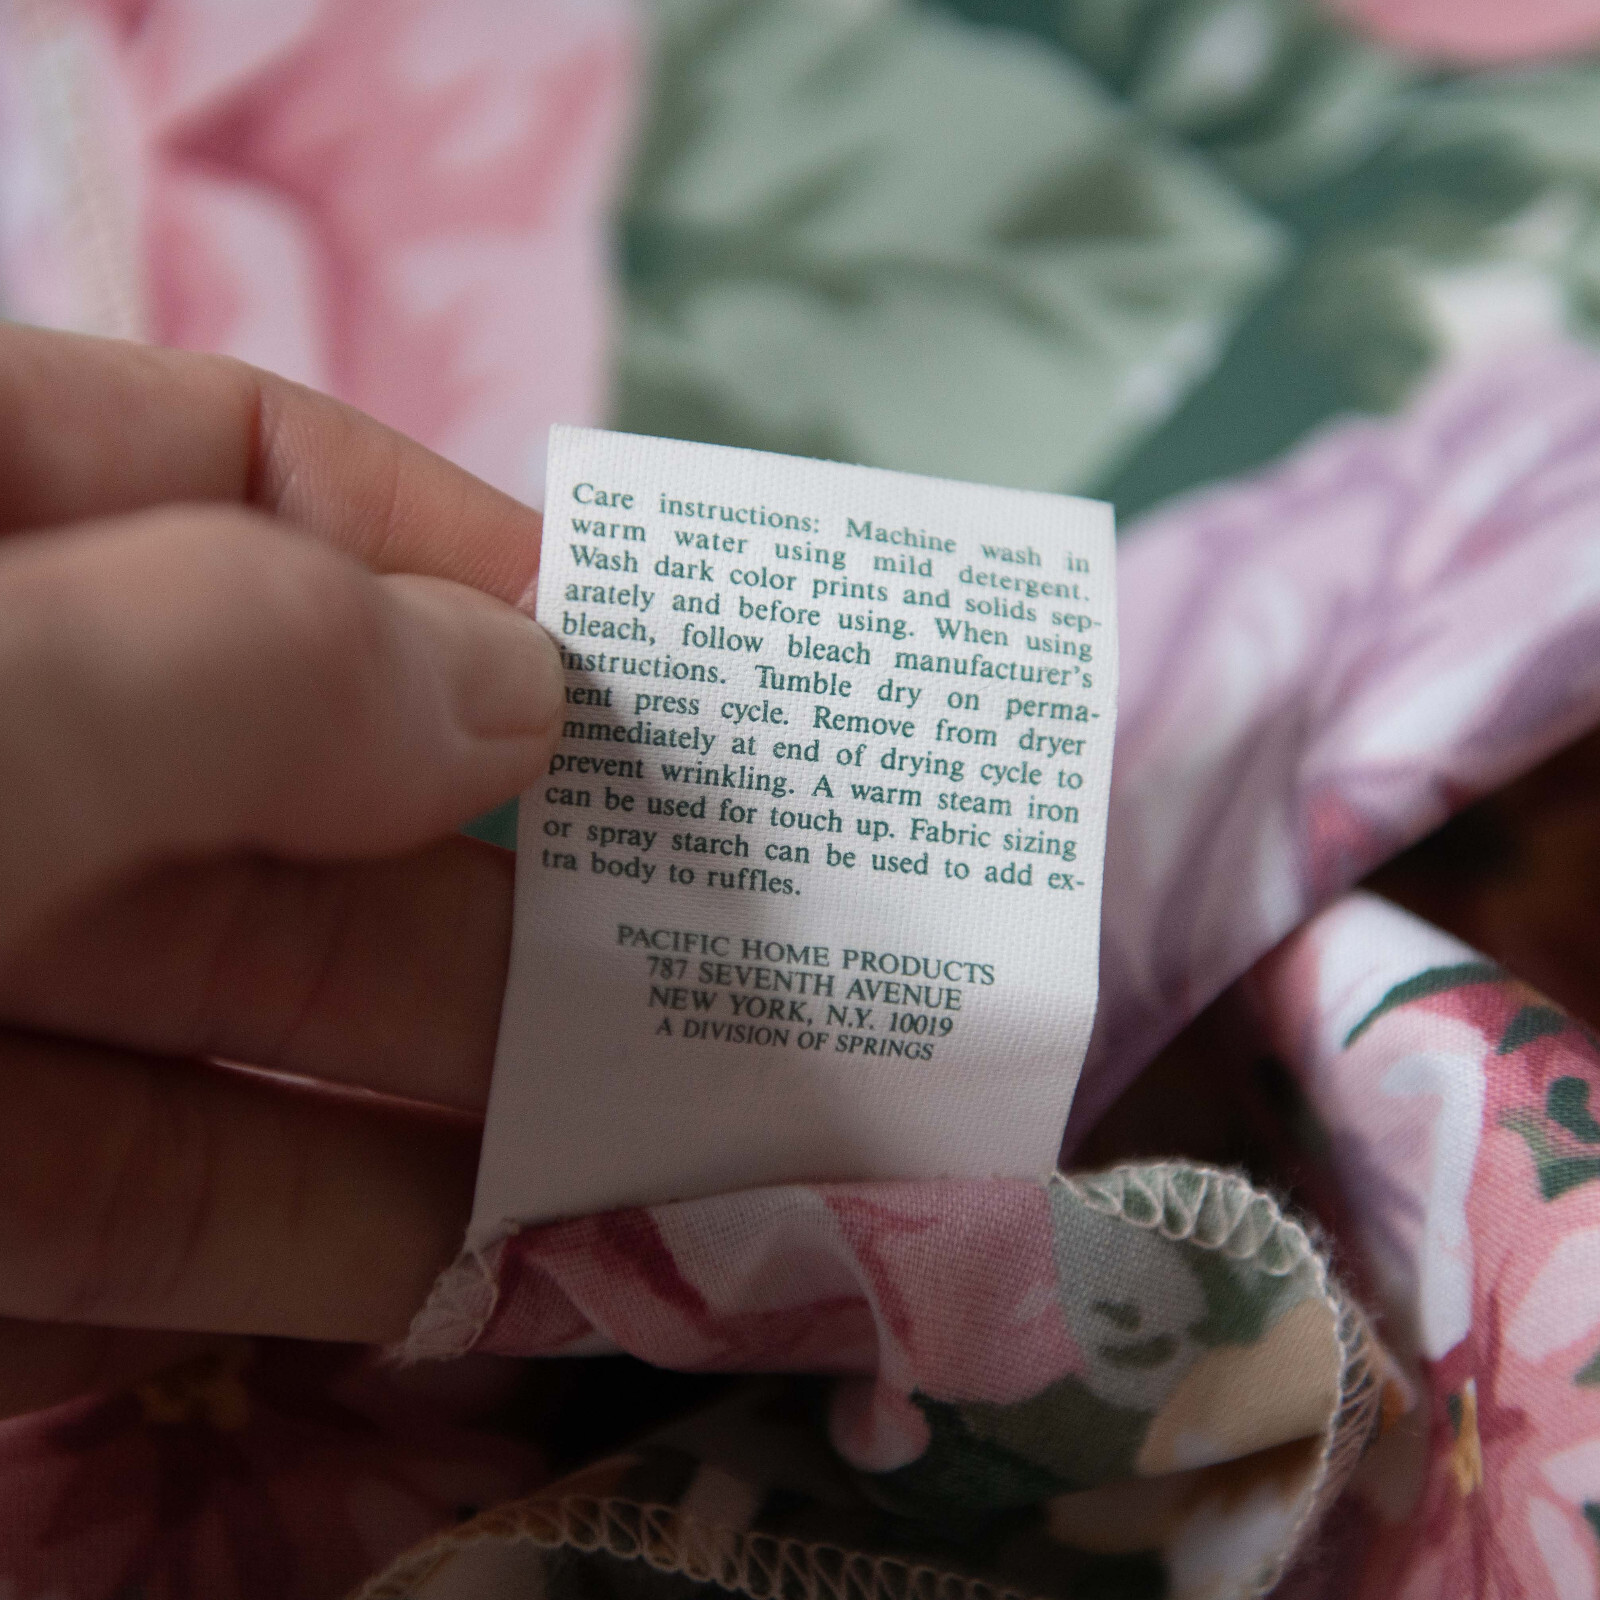 Care instructions: Machine wash in
warm water using mild detergent.
Wash dark color prints and solids sep-
arately and before using. When using
bleach, follow bleach manufacturer's
instructions. Tumble dry on perma-
nent press cycle. Remove from dryer
immediately at end of drying cycle to
prevent wrinkling. A warm steam iron
can be used for touch up. Fabric sizing
or spray starch can be used to add ex-
tra body to ruffles.
PACIFIC HOME PRODUCTS
787 SEVENTH AVENUE
NEW YORK, N.Y. 10019
A DIVISION OF SPRINGS